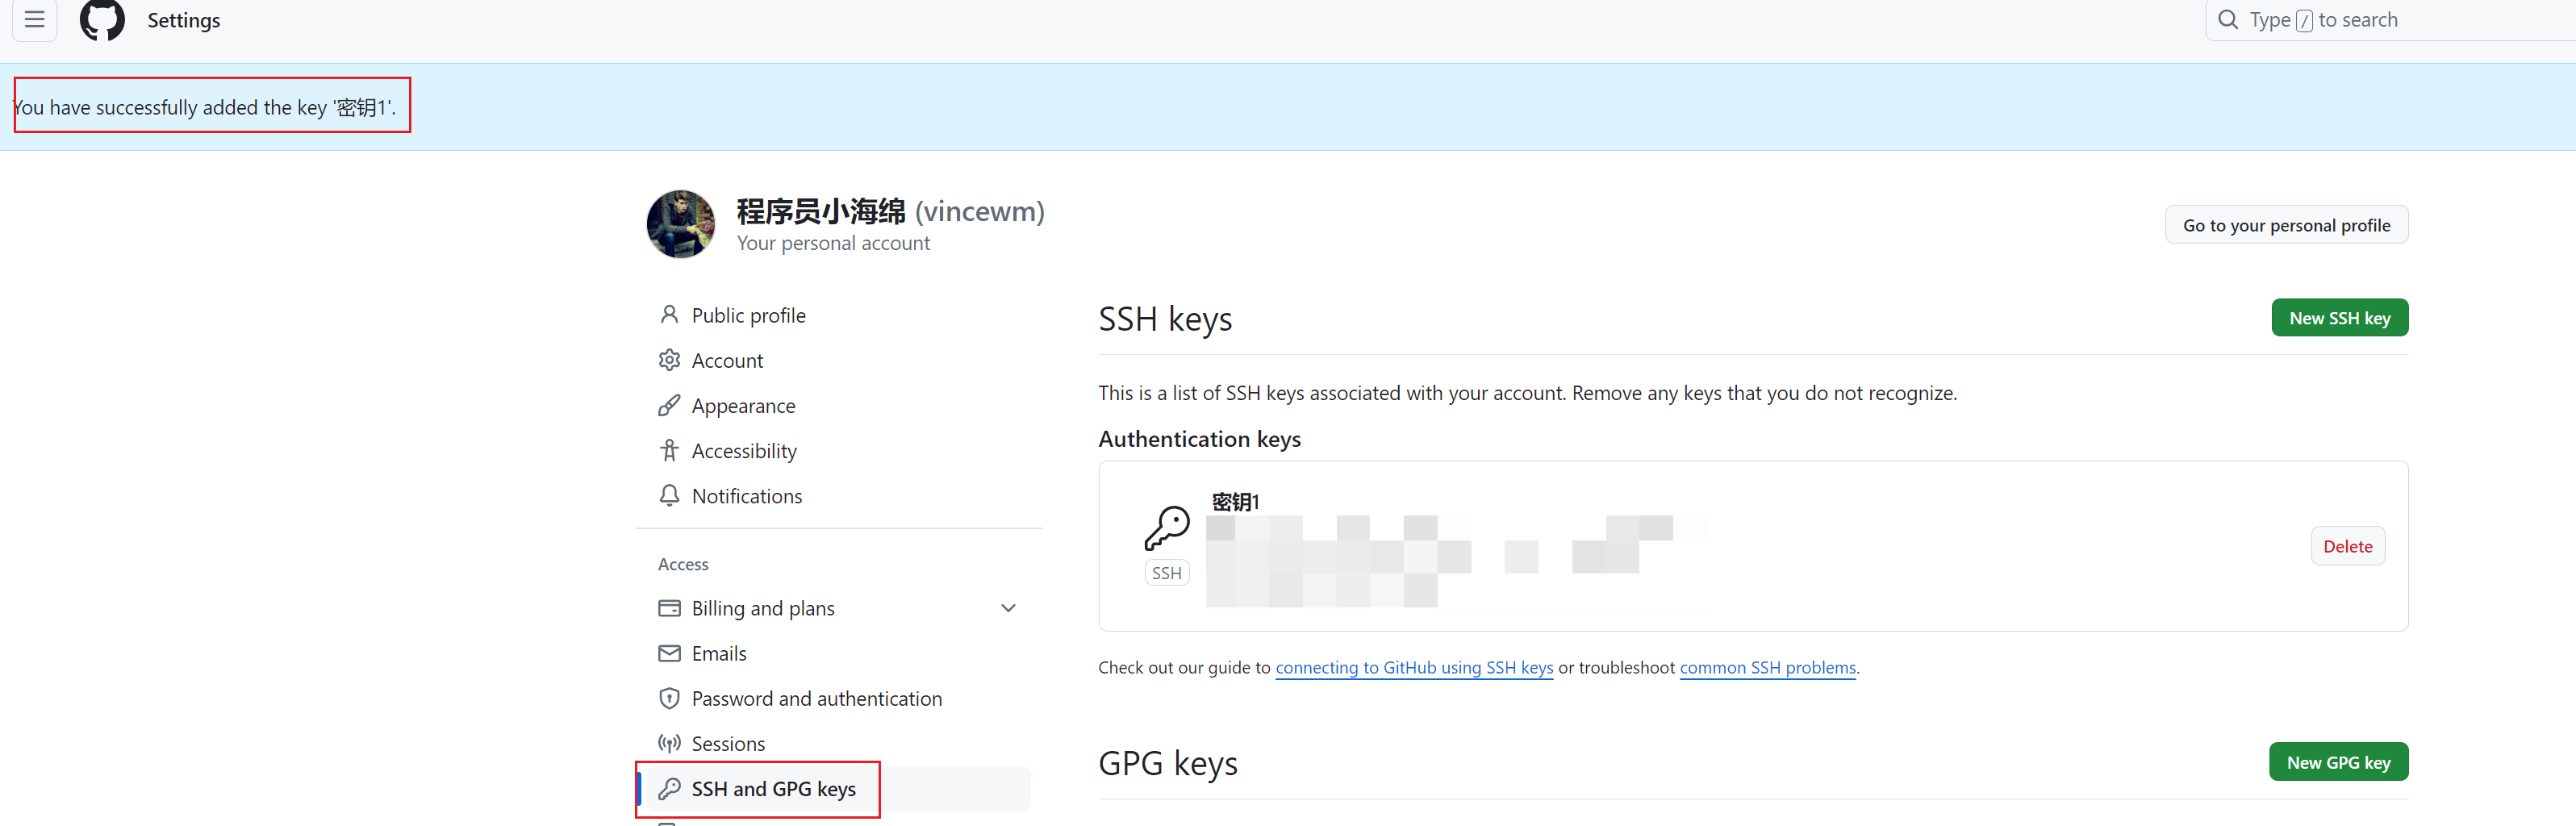 Settings
Type / to search
You have successfully added the key '密钥1'.
程序员小海绵 (vincewm)
Your personal account
Go to your personal profile
Public profile
Account
Appearance
Accessibility
Notifications
Access
Billing and plans
Emails
Password and authentication
Sessions
SSH and GPG keys
SSH keys
New SSH key
This is a list of SSH keys associated with your account. Remove any keys that you do not recognize.
Authentication keys
密钥1
SSH
Delete
Check out our guide to connecting to GitHub using SSH keys or troubleshoot common SSH problems.
GPG keys
New GPG key